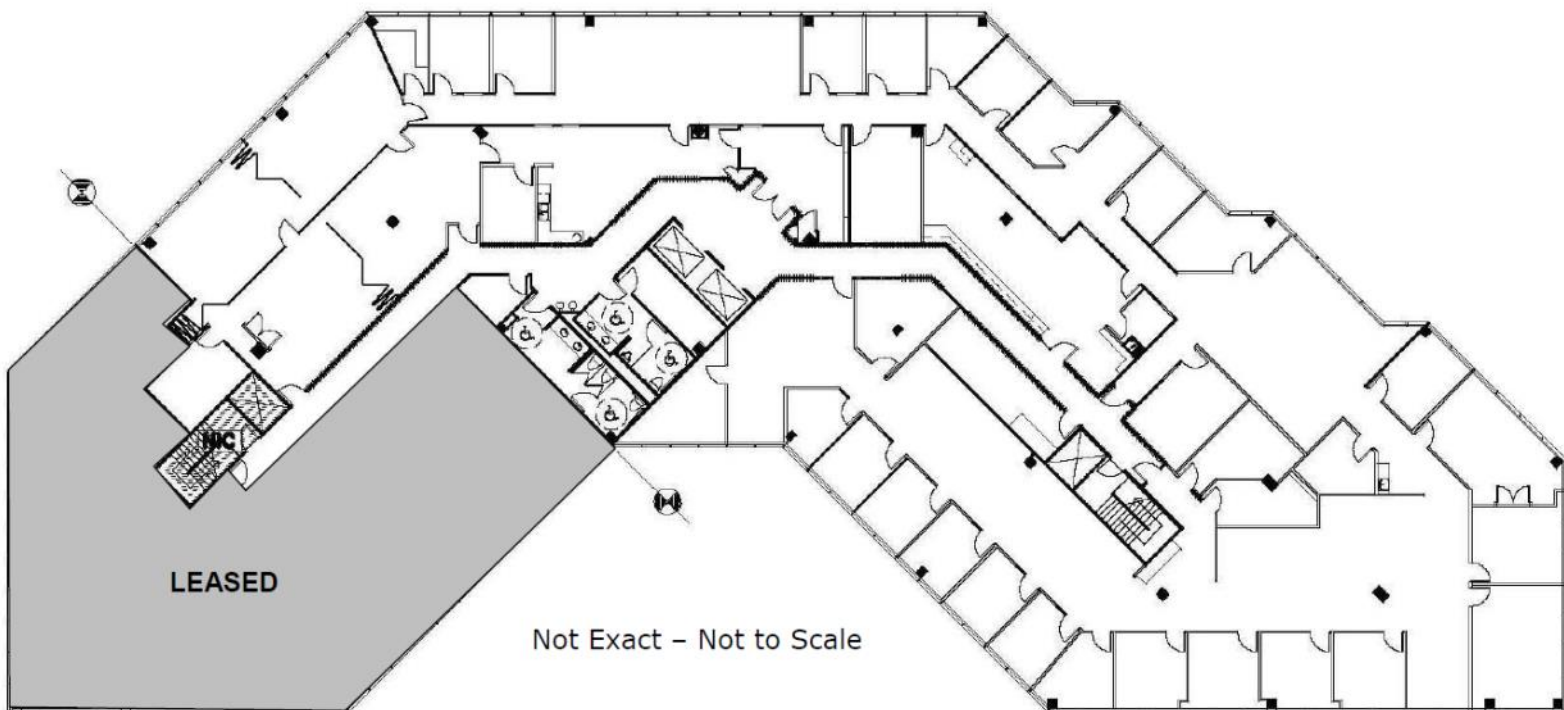 NIC
LEASED
Not Exact – Not to Scale